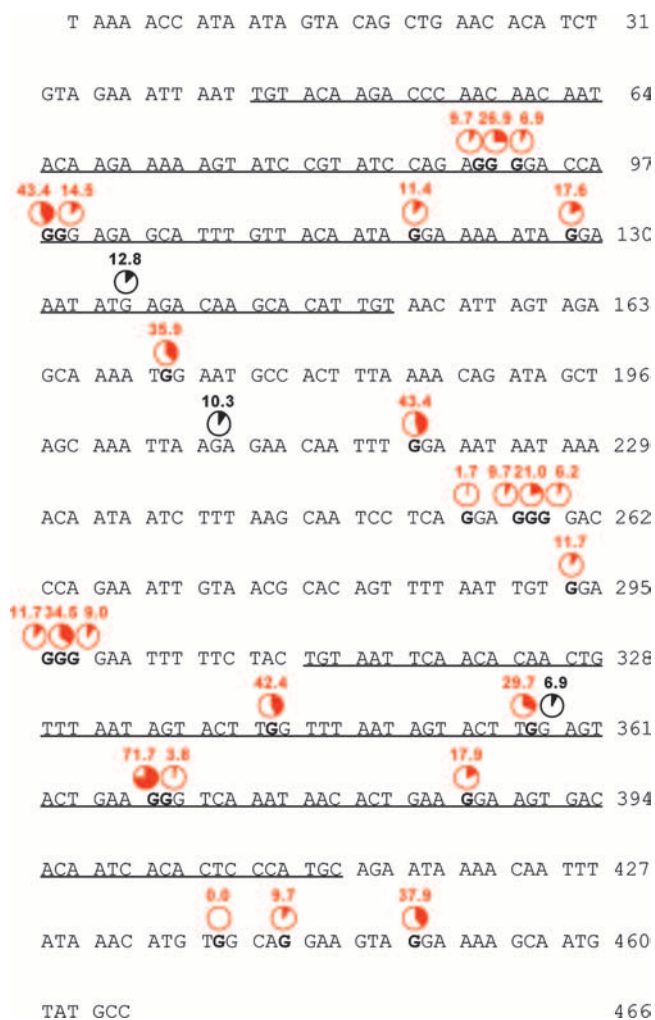 T AAA ACC ATA ATA GTA CAG CTG AAC ACA TCT 31
GTA GAA ATT AAT TGT ACA AGA CCC AAC AAC AAT 64
9.7 26.9 6.9
ACA AGA AAA AGT ATC CGT ATC CAG AGG GGA CCA 97
43.4 14.5 11.4 17.6
GGG AGA GCA TTT GTT ACA ATA GGA AAA ATA GGA 130
12.8
AAT ATG AGA CAA GCA CAT TGT AAC ATT AGT AGA 163
35.9
GCA AAA TGG AAT GCC ACT TTA AAA CAG ATA GCT 196
10.3 43.4
AGC AAA TTA AGA GAA CAA TTT GGA AAT AAT AAA 229
1.7 9.7 21.0 6.2
ACA ATA ATC TTT AAG CAA TCC TCA GGA GGG GAC 262
11.7
CCA GAA ATT GTA ACG CAC AGT TTT AAT TGT GGA 295
11.7 34.5 9.0
GGG GAA TTT TTC TAC TGT AAT TCA ACA CAA CTG 328
42.4 29.7 6.9
TTT AAT AGT ACT TGG TTT AAT AGT ACT TGG AGT 361
71.7 3.8 17.9
ACT GAA GGG TCA AAT AAC ACT GAA GGA AGT GAC 394
ACA ATC ACA CTC CCA TGC AGA ATA AAA CAA TTT 427
0.0 9.7 37.9
ATA AAC ATG TGG CAG GAA GTA GGA AAA GCA ATG 460
TAT GCC 466